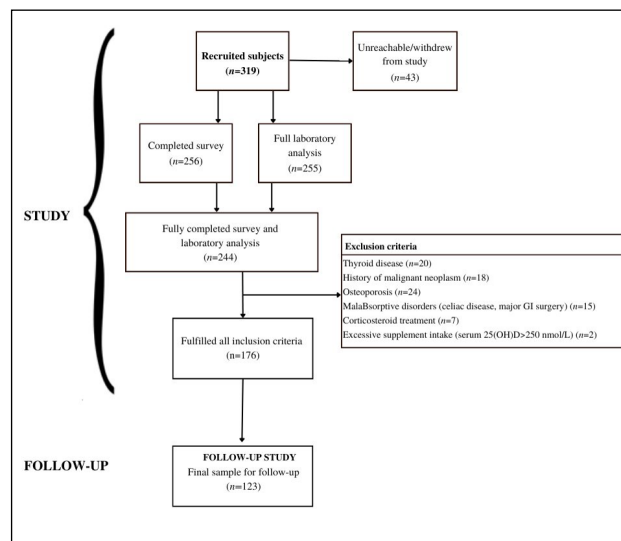 Recruited subjects
(n=319)
Unreachable/withdrew
from study
(n=43)
Completed survey
(n=256)
Full laboratory
analysis
(n=255)
STUDY
Fully completed survey and
laboratory analysis
(n=244)
Exclusion criteria
Thyroid disease (n=20)
History of malignant neoplasm (n=18)
Osteoporosis (n=24)
MalaBsorptive disorders (celiac disease, major GI surgery) (n=15)
Corticosteroid treatment (n=7)
Excessive supplement intake (serum 25(OH)D>250 nmol/L) (n=2)
Fulfilled all inclusion criteria
(n=176)
FOLLOW-UP
FOLLOW-UP STUDY
Final sample for follow-up
(n=123)